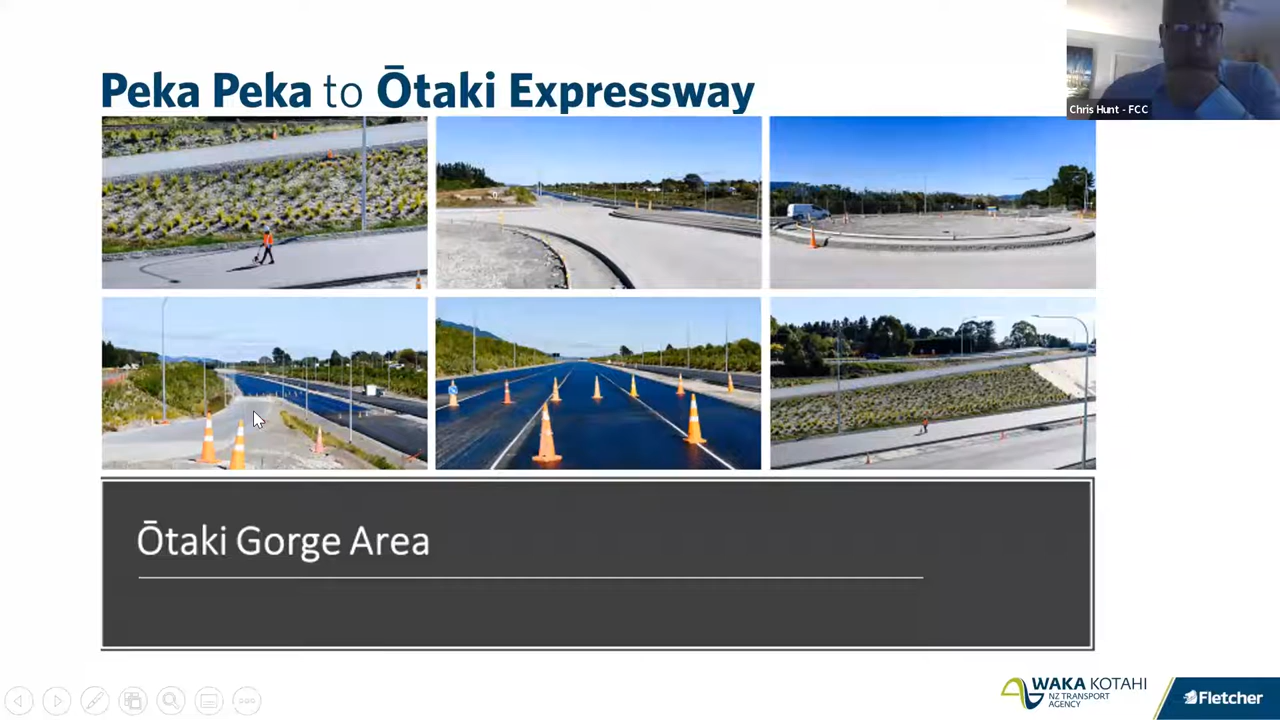 Peka Peka to Ōtaki Expressway
Chris Hunt - FCC
Ōtaki Gorge Area
WAKA KOTAHI
NZ TRANSPORT
AGENCY
Fletcher